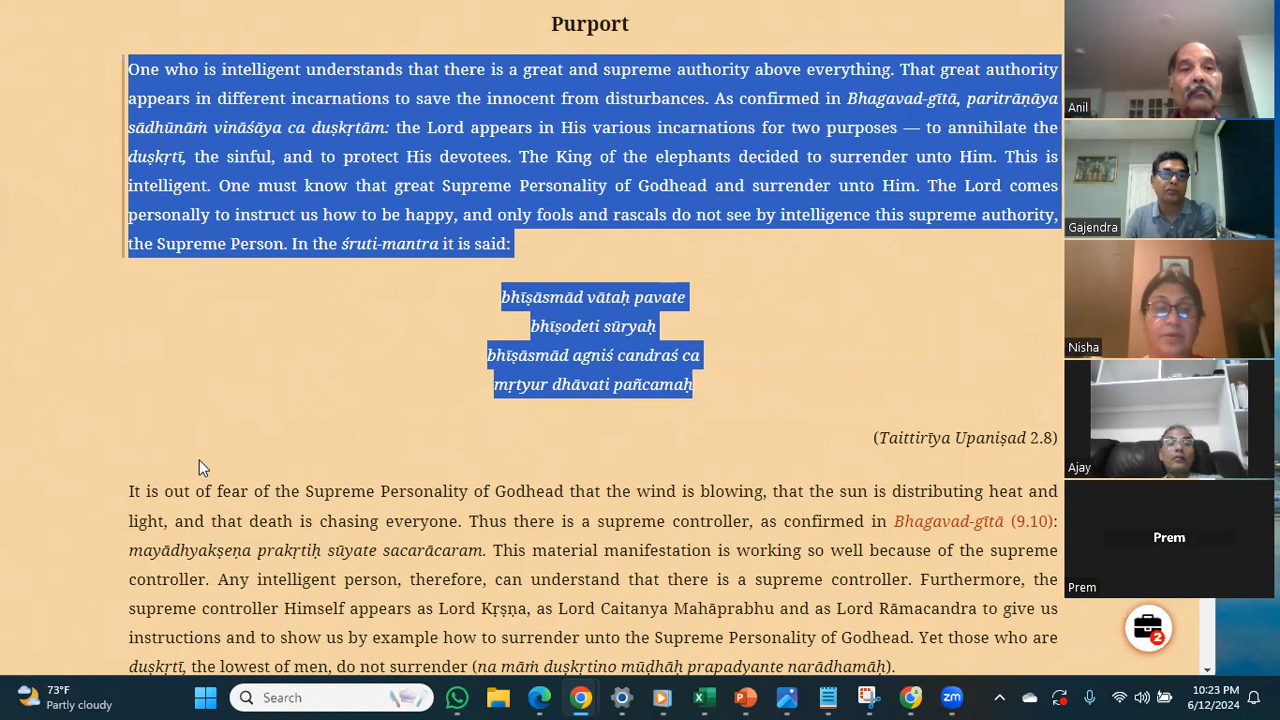 Purport
One who is intelligent understands that there is a great and supreme authority above everything. That great authority
appears in different incarnations to save the innocent from disturbances. As confirmed in Bhagavad-gītā, paritrāṇāya
sādhūnāṁ vināśāya ca duṣkṛtām: the Lord appears in His various incarnations for two purposes — to annihilate the
duṣkṛtī, the sinful, and to protect His devotees. The King of the elephants decided to surrender unto Him. This is
intelligent. One must know that great Supreme Personality of Godhead and surrender unto Him. The Lord comes
personally to instruct us how to be happy, and only fools and rascals do not see by intelligence this supreme authority,
the Supreme Person. In the śruti-mantra it is said:
bhīṣāsmād vātaḥ pavate
bhīṣodeti sūryaḥ
bhīṣāsmād agniś candraś ca
mṛtyur dhāvati pañcamaḥ
(Taittirīya Upaniṣad 2.8)
It is out of fear of the Supreme Personality of Godhead that the wind is blowing, that the sun is distributing heat and
light, and that death is chasing everyone. Thus there is a supreme controller, as confirmed in Bhagavad-gītā (9.10):
mayādhyakṣeṇa prakṛtiḥ sūyate sacarācaram. This material manifestation is working so well because of the supreme
controller. Any intelligent person, therefore, can understand that there is a supreme controller. Furthermore, the
supreme controller Himself appears as Lord Kṛṣṇa, as Lord Caitanya Mahāprabhu and as Lord Rāmacandra to give us
instructions and to show us by example how to surrender unto the Supreme Personality of Godhead. Yet those who are
duṣkṛtī, the lowest of men, do not surrender (na māṁ duṣkṛtino mūḍhāḥ prapadyante narādhamāḥ).
Anil
Gajendra
Nisha
Ajay
Prem
Prem
2
73°F
Partly cloudy
Search
zm
10:23 PM
6/12/2024